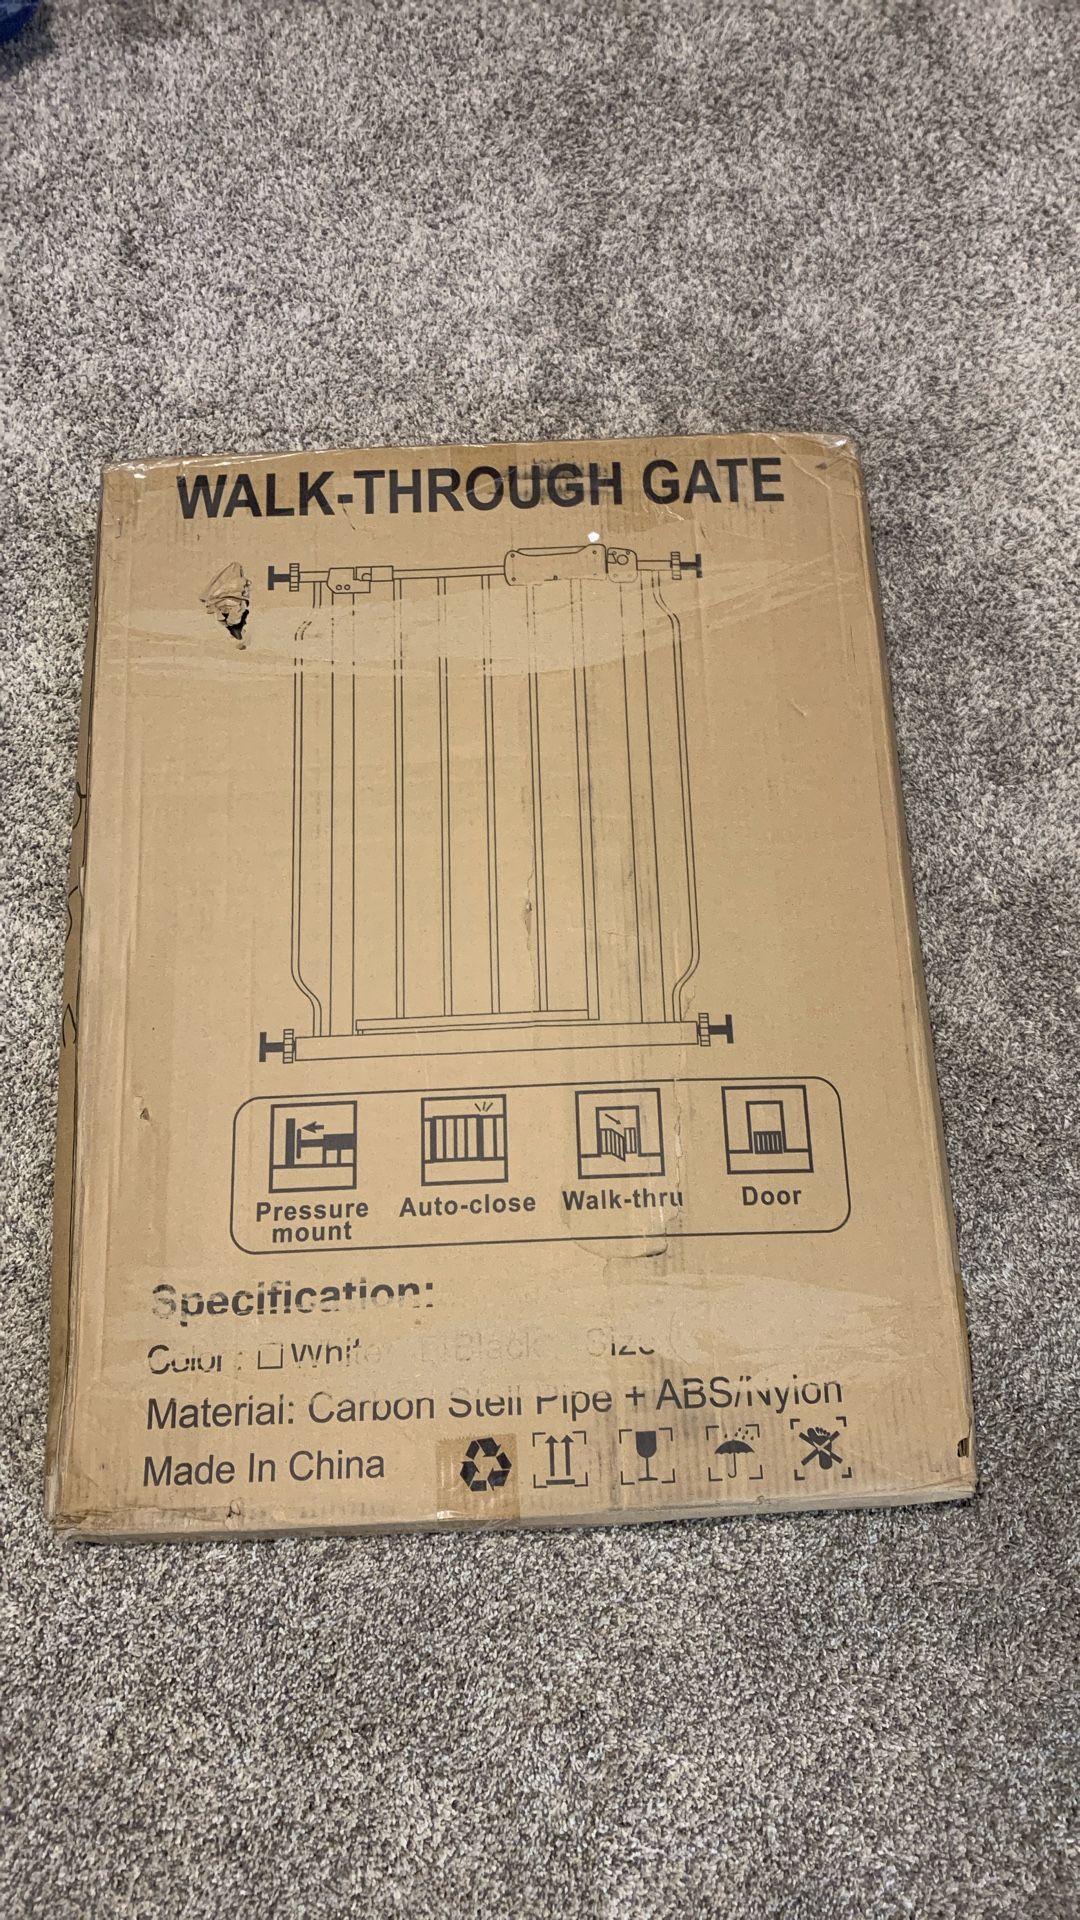 WALK-THROUGH GATE
Pressure
mount
Auto-close
Walk-thru
Door
Specification:
Color: □ White □ Black Size
Material: Carbon Stell Pipe + ABS/Nylon
Made In China